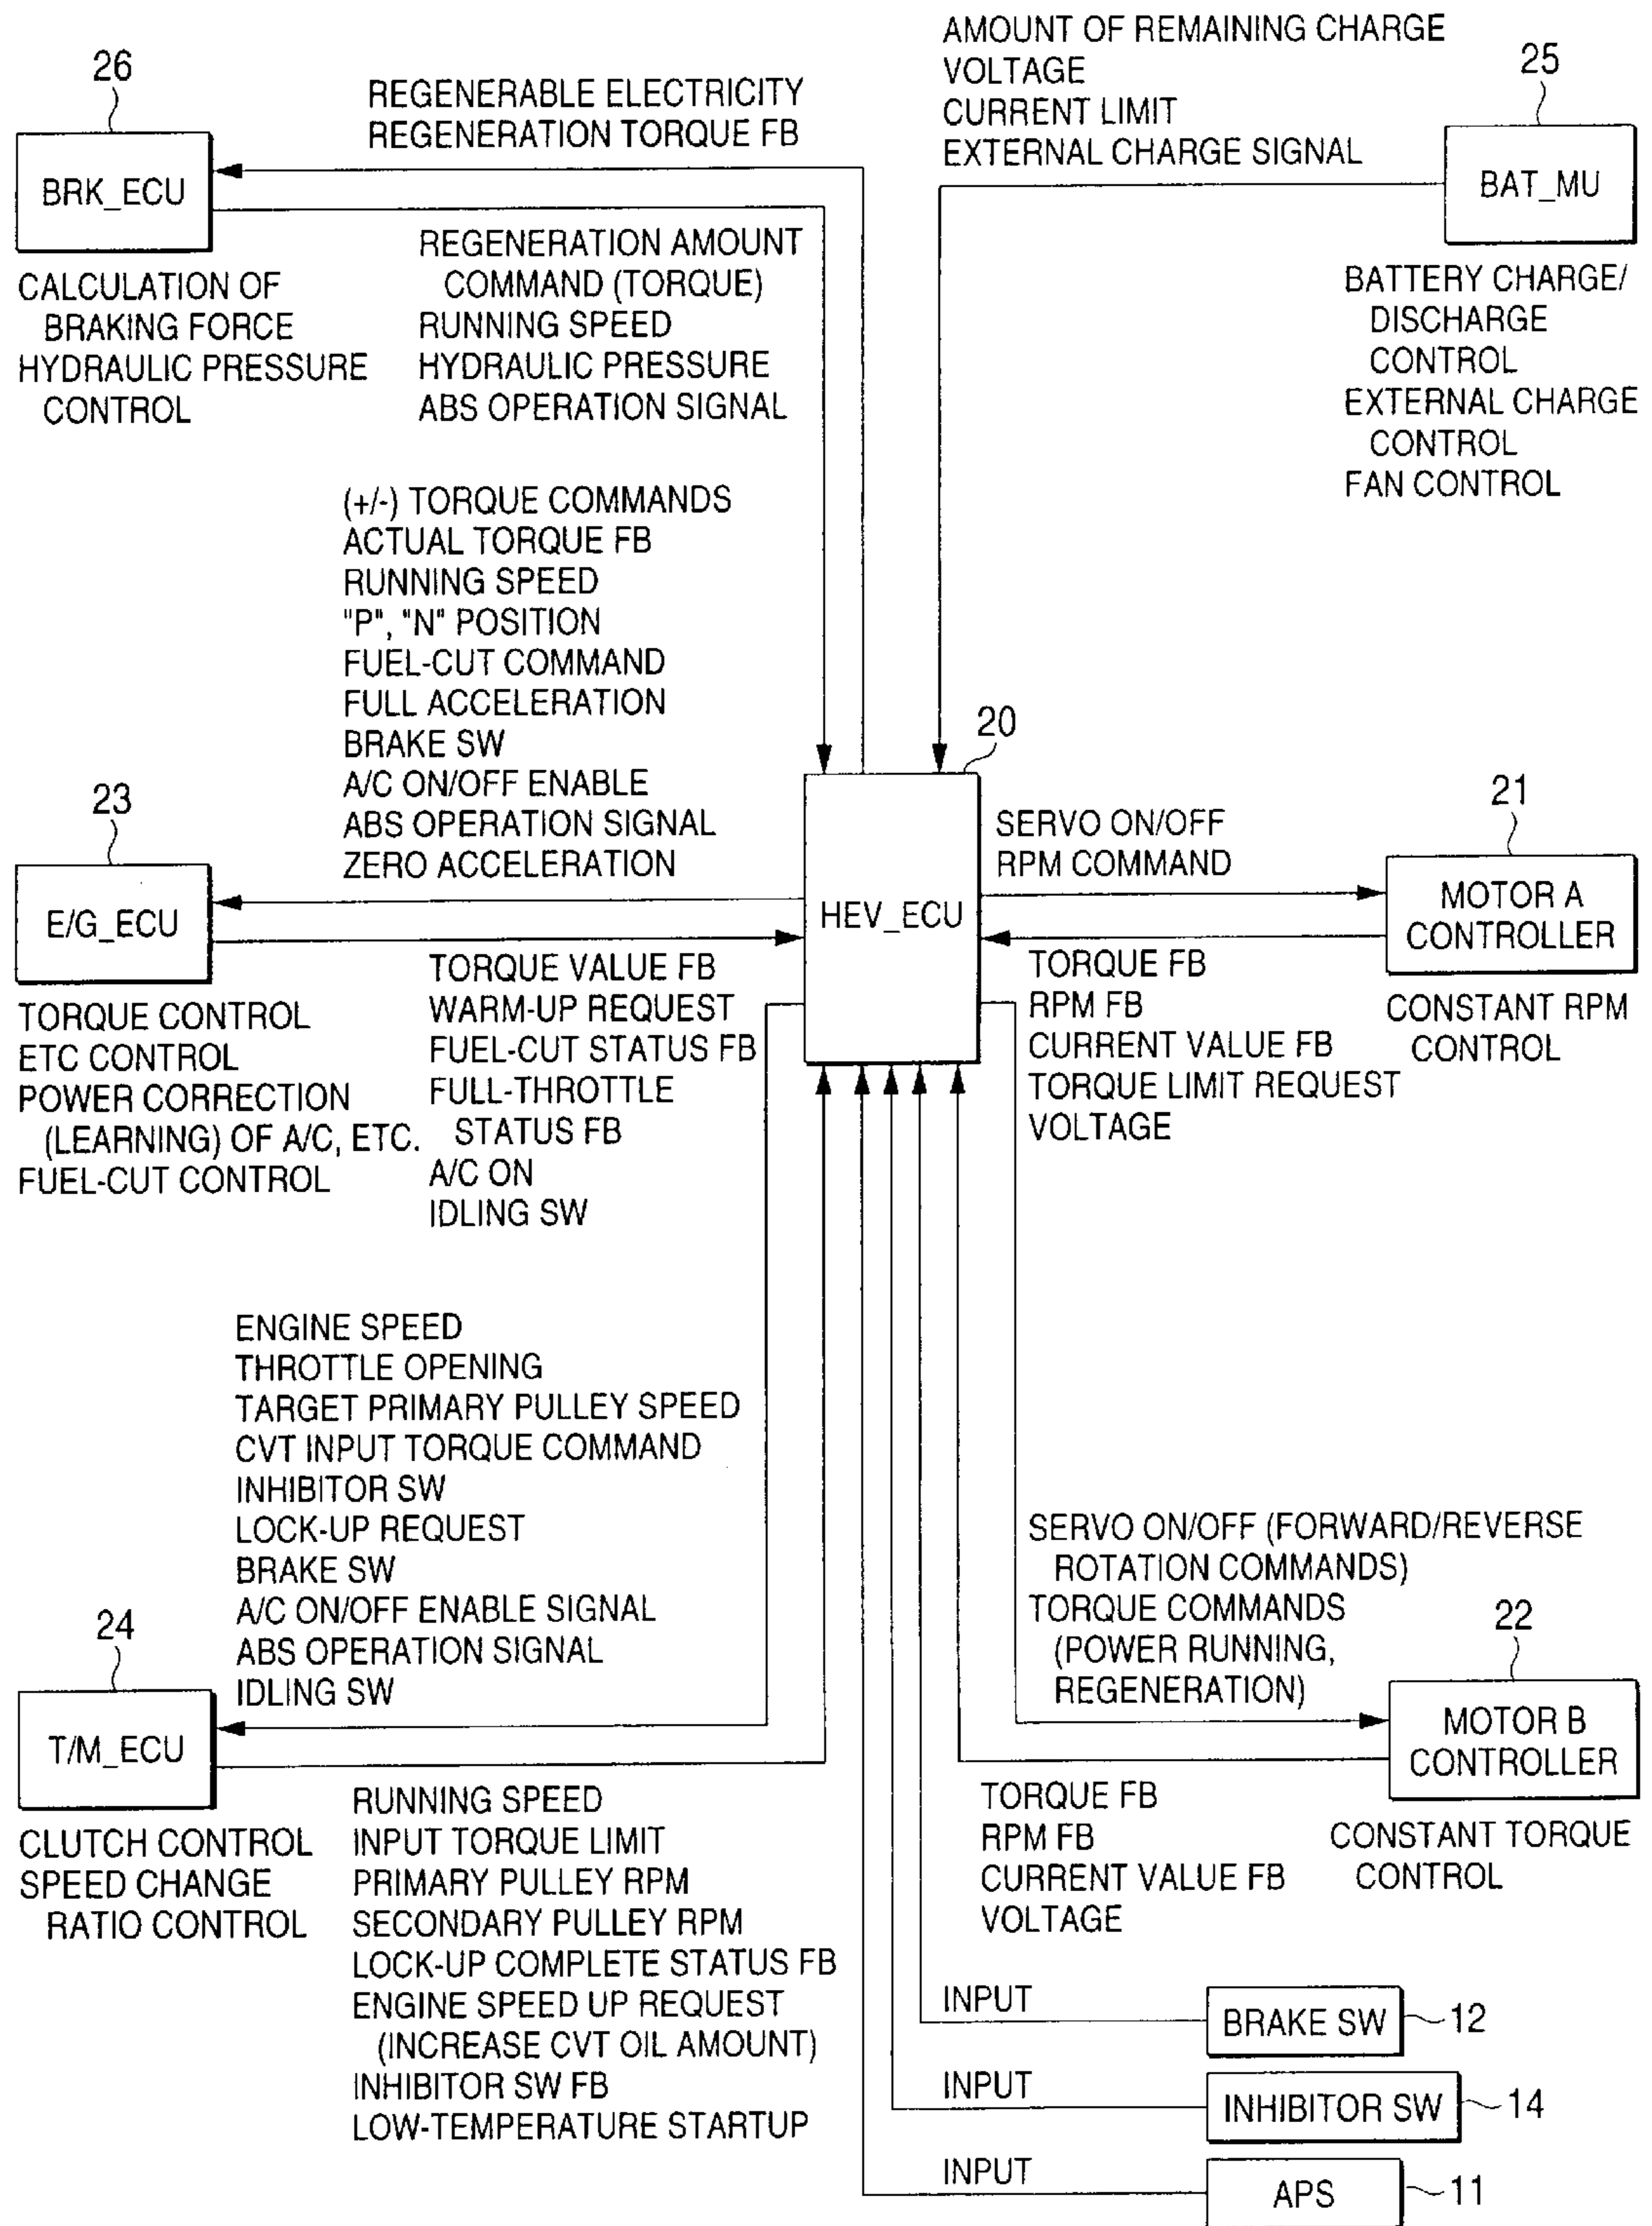 26
REGENERABLE ELECTRICITY
REGENERATION TORQUE FB
BRK_ECU
REGENERATION AMOUNT
COMMAND (TORQUE)
RUNNING SPEED
HYDRAULIC PRESSURE
ABS OPERATION SIGNAL
CALCULATION OF
BRAKING FORCE
HYDRAULIC PRESSURE
CONTROL
AMOUNT OF REMAINING CHARGE
VOLTAGE
CURRENT LIMIT
EXTERNAL CHARGE SIGNAL
25
BAT_MU
BATTERY CHARGE/
DISCHARGE
CONTROL
EXTERNAL CHARGE
CONTROL
FAN CONTROL
(+/-) TORQUE COMMANDS
ACTUAL TORQUE FB
RUNNING SPEED
"P", "N" POSITION
FUEL-CUT COMMAND
FULL ACCELERATION
BRAKE SW
A/C ON/OFF ENABLE
ABS OPERATION SIGNAL
ZERO ACCELERATION
23
E/G_ECU
TORQUE CONTROL
ETC CONTROL
POWER CORRECTION
(LEARNING) OF A/C, ETC.
FUEL-CUT CONTROL
TORQUE VALUE FB
WARM-UP REQUEST
FUEL-CUT STATUS FB
FULL-THROTTLE
STATUS FB
A/C ON
IDLING SW
20
HEV_ECU
SERVO ON/OFF
RPM COMMAND
21
MOTOR A
CONTROLLER
TORQUE FB
RPM FB
CURRENT VALUE FB
TORQUE LIMIT REQUEST
VOLTAGE
CONSTANT RPM
CONTROL
ENGINE SPEED
THROTTLE OPENING
TARGET PRIMARY PULLEY SPEED
CVT INPUT TORQUE COMMAND
INHIBITOR SW
LOCK-UP REQUEST
BRAKE SW
A/C ON/OFF ENABLE SIGNAL
ABS OPERATION SIGNAL
IDLING SW
24
T/M_ECU
CLUTCH CONTROL
SPEED CHANGE
RATIO CONTROL
RUNNING SPEED
INPUT TORQUE LIMIT
PRIMARY PULLEY RPM
SECONDARY PULLEY RPM
LOCK-UP COMPLETE STATUS FB
ENGINE SPEED UP REQUEST
(INCREASE CVT OIL AMOUNT)
INHIBITOR SW FB
LOW-TEMPERATURE STARTUP
SERVO ON/OFF (FORWARD/REVERSE
ROTATION COMMANDS)
TORQUE COMMANDS
(POWER RUNNING,
REGENERATION)
22
MOTOR B
CONTROLLER
TORQUE FB
RPM FB
CURRENT VALUE FB
VOLTAGE
CONSTANT TORQUE
CONTROL
INPUT
BRAKE SW
12
INPUT
INHIBITOR SW
14
INPUT
APS
11